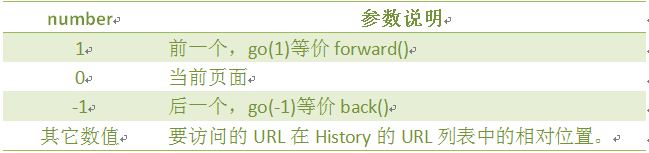 number 参数说明
1 前一个，go(1)等价 forward()
0 当前页面
-1 后一个，go(-1)等价 back()
其它数值 要访问的 URL 在 History 的 URL 列表中的相对位置。